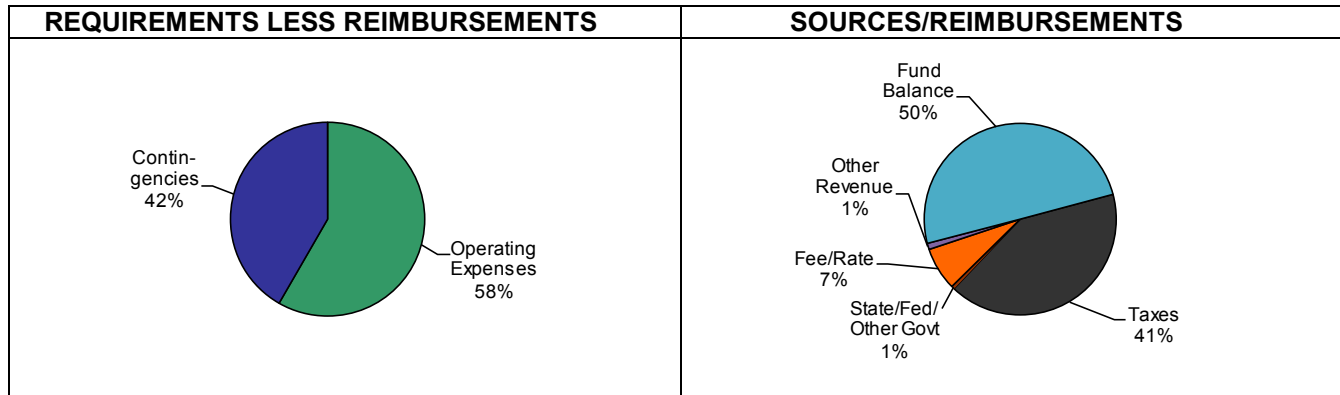 REQUIREMENTS LESS REIMBURSEMENTS
SOURCES/REIMBURSEMENTS
Contin-
gencies
42%
Operating
Expenses
58%
Fund
Balance
50%
Other
Revenue
1%
Fee/Rate
7%
State/Fed/
Other Govt
1%
Taxes
41%